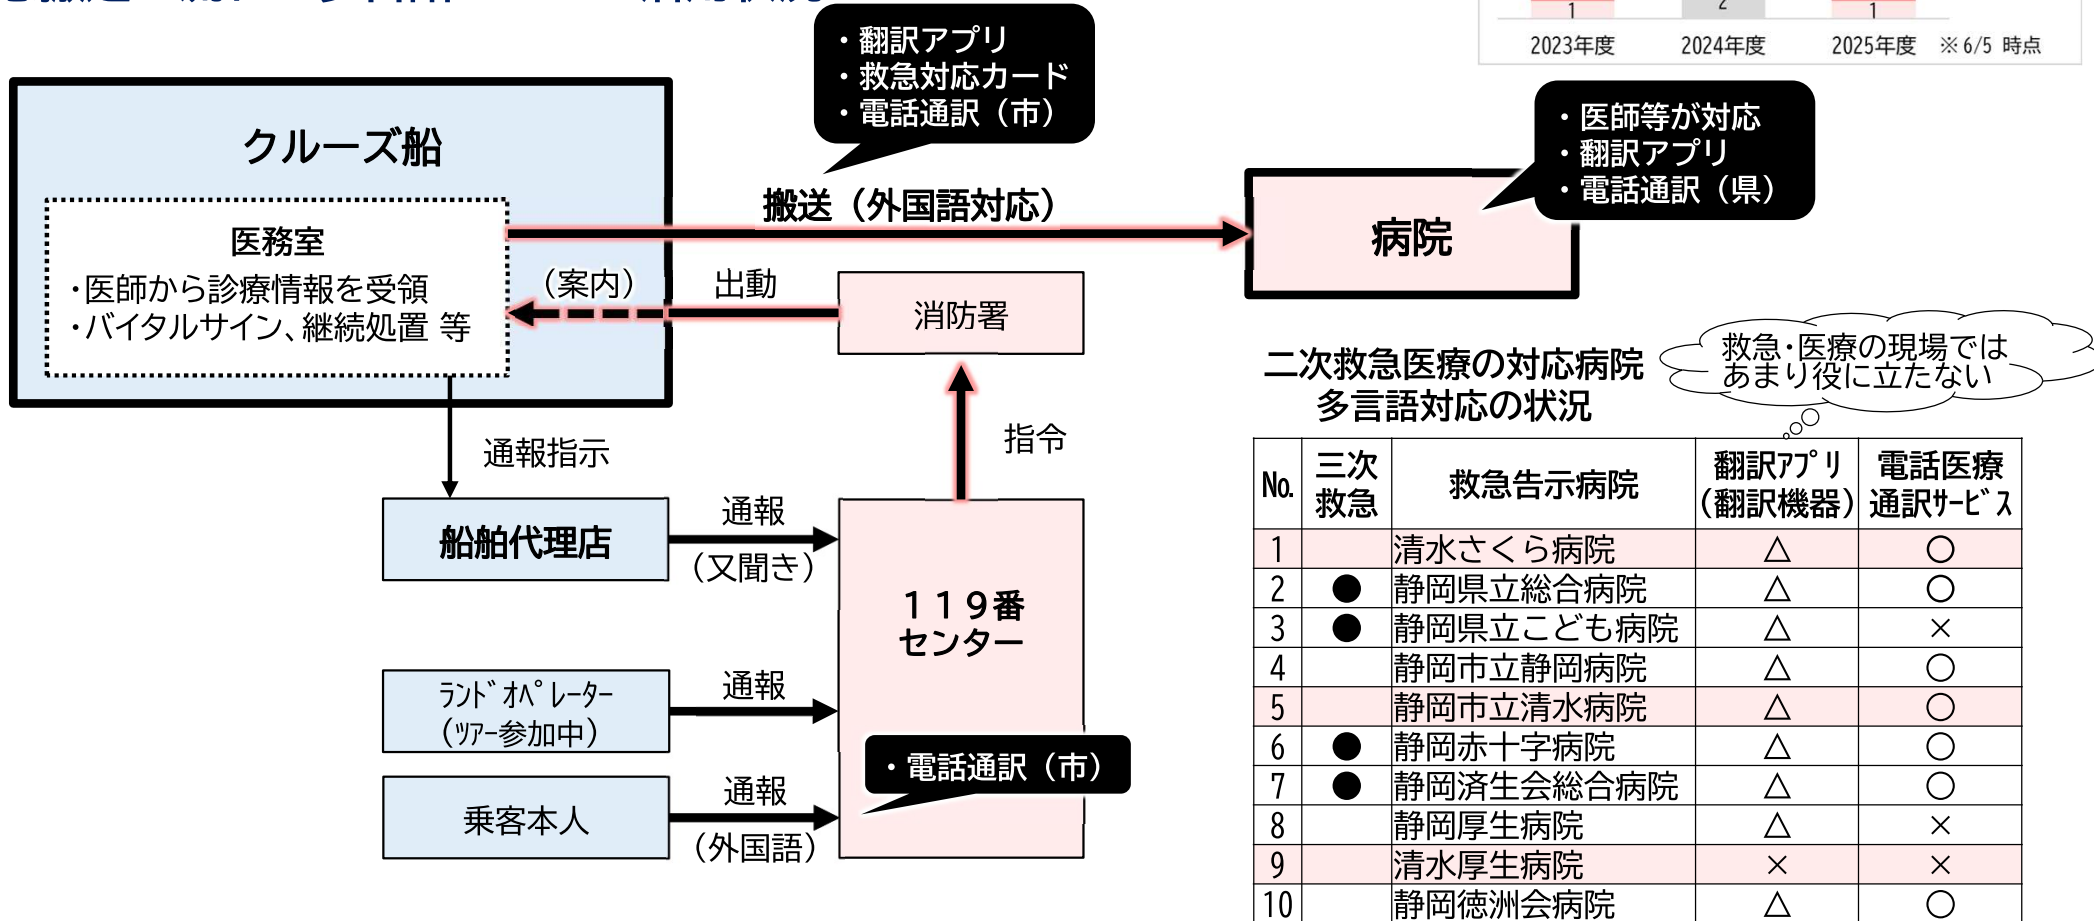 1
2
1
2023年度
2024年度
2025年度
※6/5 時点
・翻訳アプリ
・救急対応カード
・電話通訳（市）
クルーズ船
医務室
・医師から診療情報を受領
・バイタルサイン、継続処置 等
搬送（外国語対応）
（案内）
出動
消防署
病院
・医師等が対応
・翻訳アプリ
・電話通訳（県）
通報指示
指令
船舶代理店
通報
（又聞き）
１１９番
センター
ﾗﾝﾄﾞｵﾍﾟﾚｰﾀｰ
（ﾂｱｰ参加中）
通報
・電話通訳（市）
乗客本人
通報
（外国語）
二次救急医療の対応病院
多言語対応の状況
救急・医療の現場では
あまり役に立たない
No. 三次救急 救急告示病院 翻訳ｱﾌﾟﾘ（翻訳機器） 電話医療通訳ｻｰﾋﾞｽ
1 清水さくら病院 △ ○
2 ● 静岡県立総合病院 △ ○
3 ● 静岡県立こども病院 △ ×
4 静岡市立静岡病院 △ ○
5 静岡市立清水病院 △ ○
6 ● 静岡赤十字病院 △ ○
7 ● 静岡済生会総合病院 △ ○
8 静岡厚生病院 △ ×
9 清水厚生病院 × ×
10 静岡徳洲会病院 △ ○